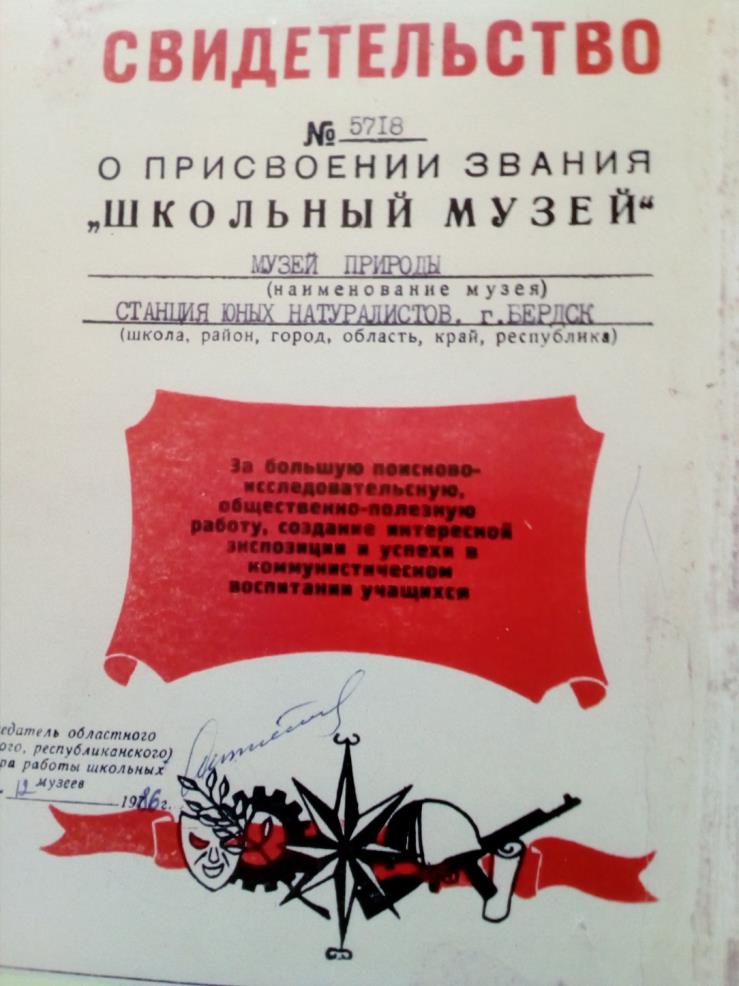 СВИДЕТЕЛЬСТВО
№ 5718
О ПРИСВОЕНИИ ЗВАНИЯ
„ШКОЛЬНЫЙ МУЗЕЙ“
МУЗЕЙ ПРИРОДЫ
(наименование музея)
СТАНЦИЯ ЮНЫХ НАТУРАЛИСТОВ, г.БЕРДСК
(школа, район, город, область, край, республика)
За большую поисково-
исследовательскую,
общественно-полезную
работу, создание интересной
экспозиции и успехи в
коммунистическом
воспитании учащихся
едатель областного
ого, республиканского)
ра работы школьных
музеев
12 1986г.